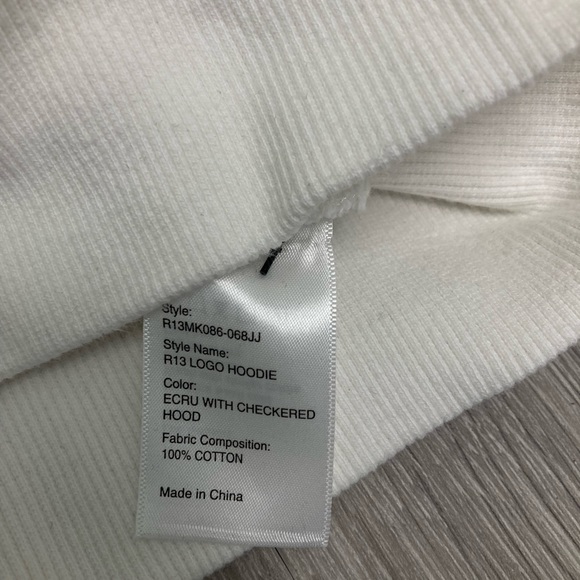 Style:
R13MK086-068JJ
Style Name:
R13 LOGO HOODIE
Color:
ECRU WITH CHECKERED
HOOD
Fabric Composition:
100% COTTON
Made in China